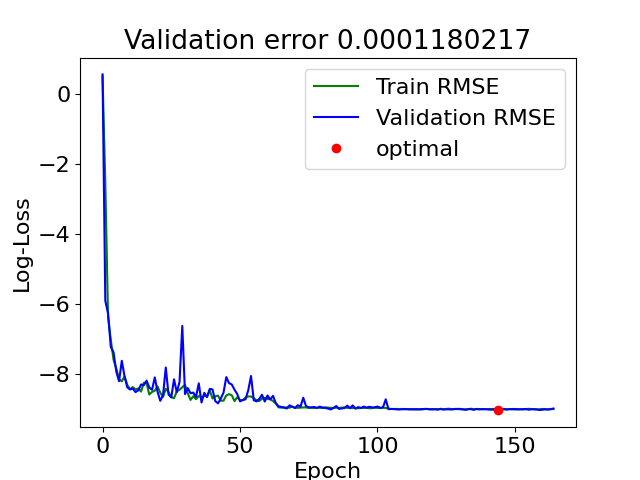 Validation error 0.0001180217
Train RMSE
Validation RMSE
optimal
Log-Loss
0
−2
−4
−6
−8
0 50 100 150
Epoch